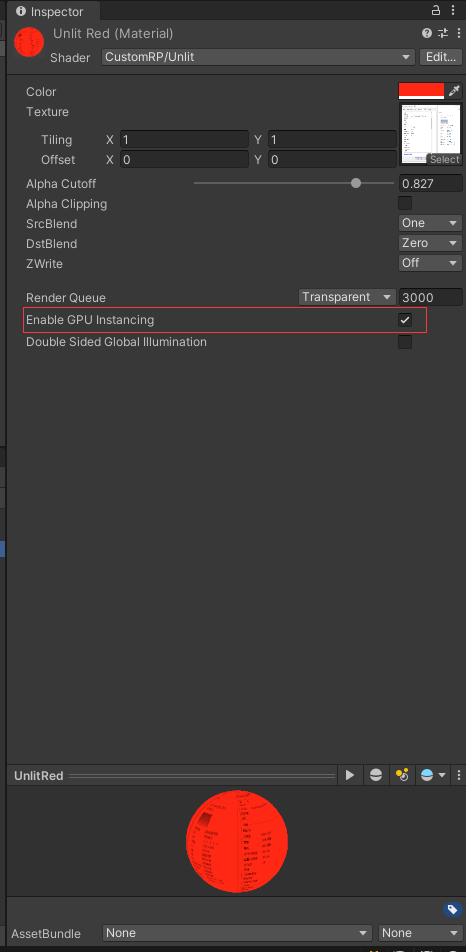 Inspector
Unlit Red (Material)
Shader CustomRP/Unlit Edit...
Color
Texture
Tiling X 1 Y 1
Offset X 0 Y 0
Select
Alpha Cutoff 0.827
Alpha Clipping
SrcBlend One
DstBlend Zero
ZWrite Off
Render Queue Transparent 3000
Enable GPU Instancing
Double Sided Global Illumination
UnlitRed
AssetBundle None None